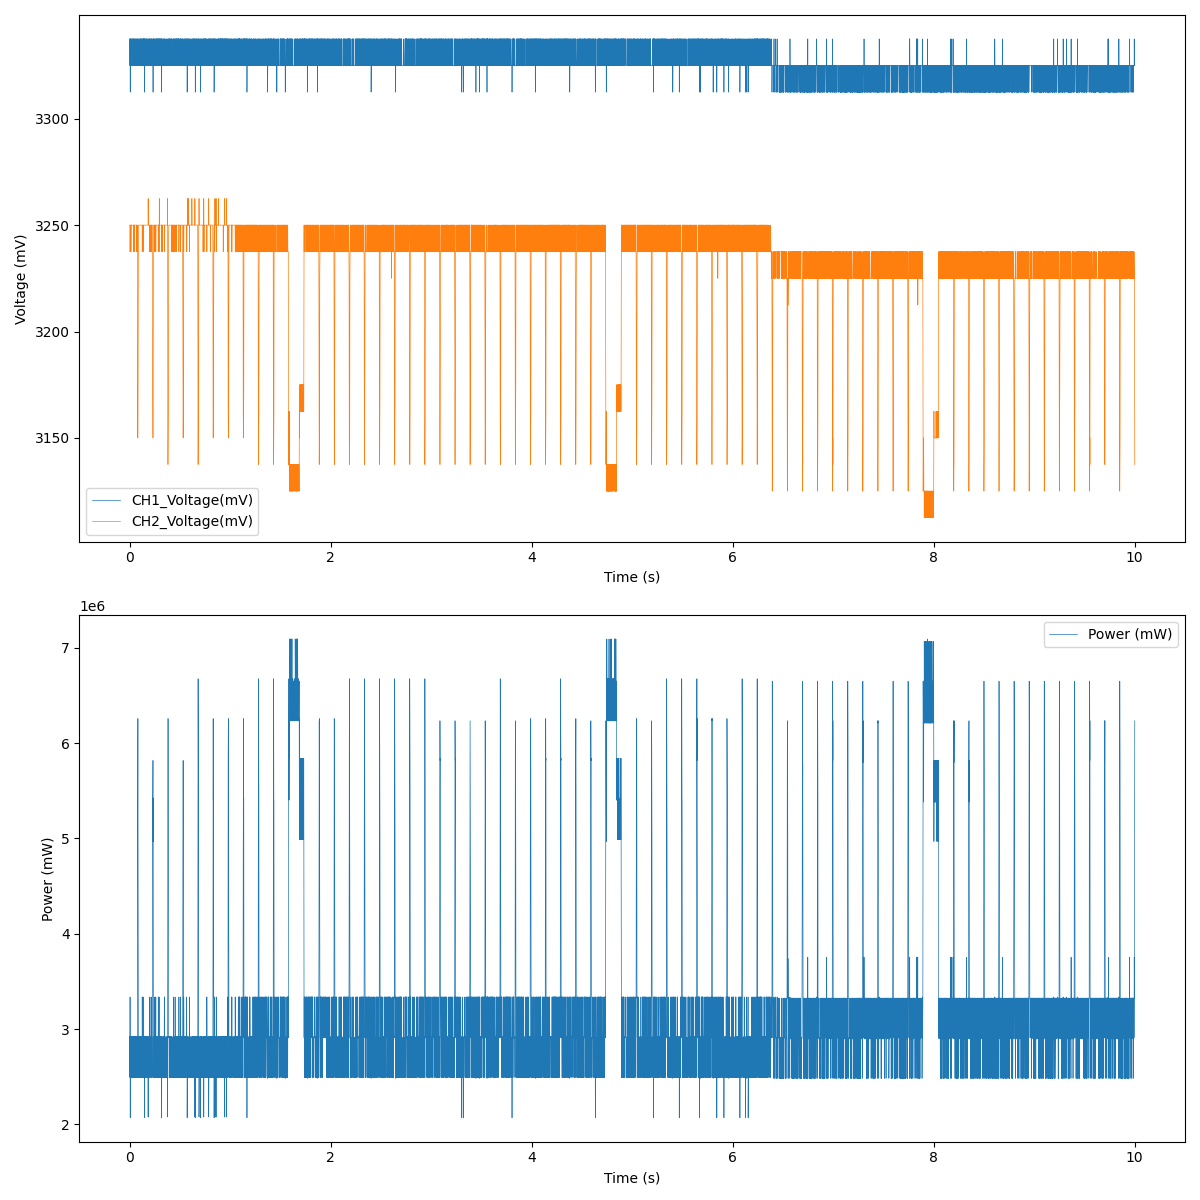 3300
3250
3200
3150
Voltage (mV)
CH1_Voltage(mV)
CH2_Voltage(mV)
0 2 4 6 8 10
Time (s)
1e6
Power (mW)
7
6
5
4
3
2
Power (mW)
0 2 4 6 8 10
Time (s)